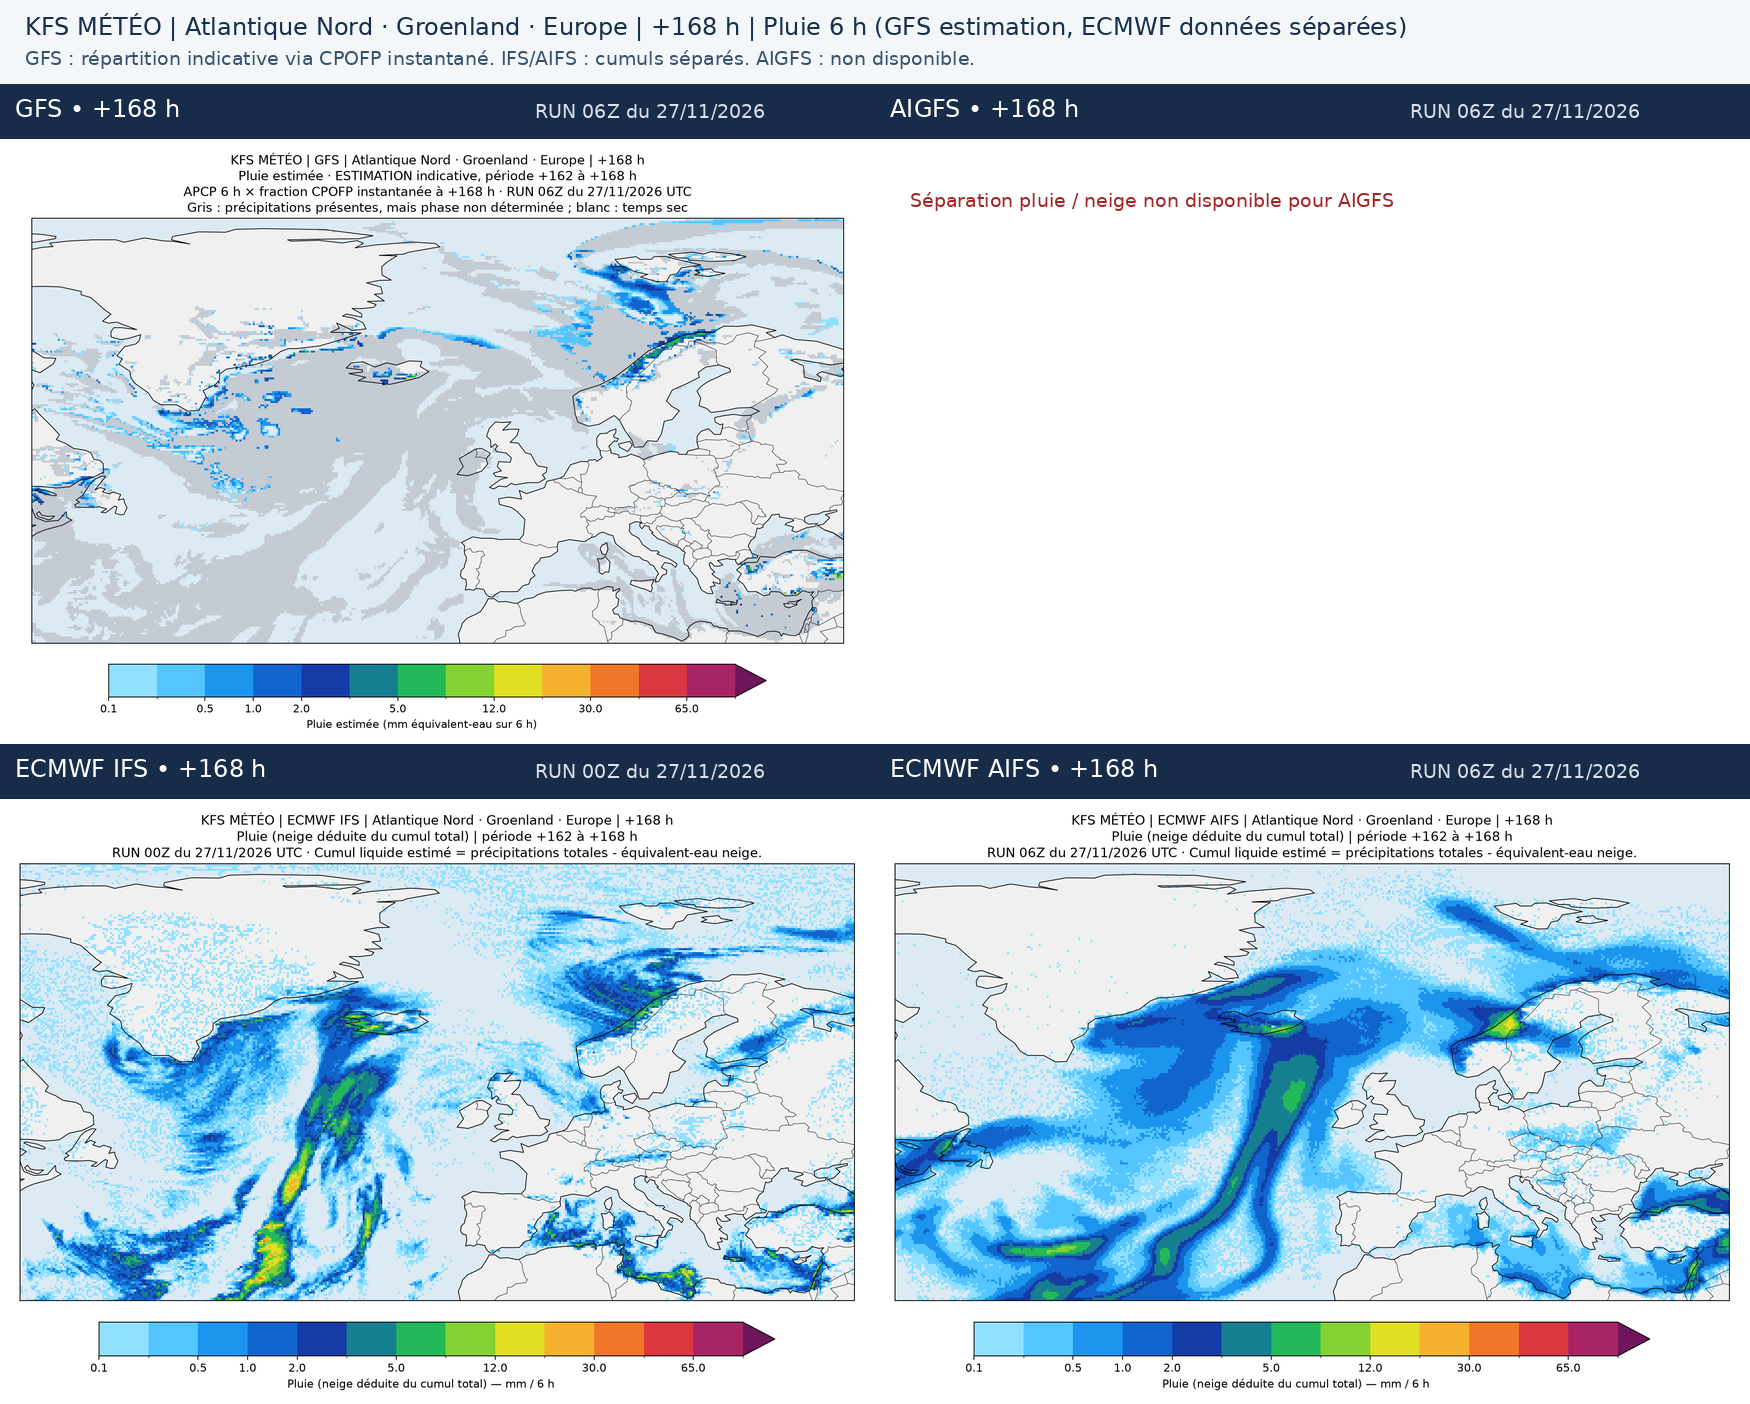 KFS MÉTÉO | Atlantique Nord · Groenland · Europe | +168 h | Pluie 6 h (GFS estimation, ECMWF données séparées)
GFS : répartition indicative via CPOFP instantané. IFS/AIFS : cumuls séparés. AIGFS : non disponible.
GFS • +168 h
RUN 06Z du 27/11/2026
AIGFS • +168 h
RUN 06Z du 27/11/2026
KFS MÉTÉO | GFS | Atlantique Nord · Groenland · Europe | +168 h
Pluie estimée · ESTIMATION indicative, période +162 à +168 h
APCP 6 h × fraction CPOFP instantanée à +168 h · RUN 06Z du 27/11/2026 UTC
Gris : précipitations présentes, mais phase non déterminée ; blanc : temps sec
Séparation pluie / neige non disponible pour AIGFS
0.1 0.5 1.0 2.0 5.0 12.0 30.0 65.0
Pluie estimée (mm équivalent-eau sur 6 h)
ECMWF IFS • +168 h
RUN 00Z du 27/11/2026
ECMWF AIFS • +168 h
RUN 06Z du 27/11/2026
KFS MÉTÉO | ECMWF IFS | Atlantique Nord · Groenland · Europe | +168 h
Pluie (neige déduite du cumul total) | période +162 à +168 h
RUN 00Z du 27/11/2026 UTC · Cumul liquide estimé = précipitations totales - équivalent-eau neige.
KFS MÉTÉO | ECMWF AIFS | Atlantique Nord · Groenland · Europe | +168 h
Pluie (neige déduite du cumul total) | période +162 à +168 h
RUN 06Z du 27/11/2026 UTC · Cumul liquide estimé = précipitations totales - équivalent-eau neige.
0.1 0.5 1.0 2.0 5.0 12.0 30.0 65.0
Pluie (neige déduite du cumul total) — mm / 6 h
0.1 0.5 1.0 2.0 5.0 12.0 30.0 65.0
Pluie (neige déduite du cumul total) — mm / 6 h